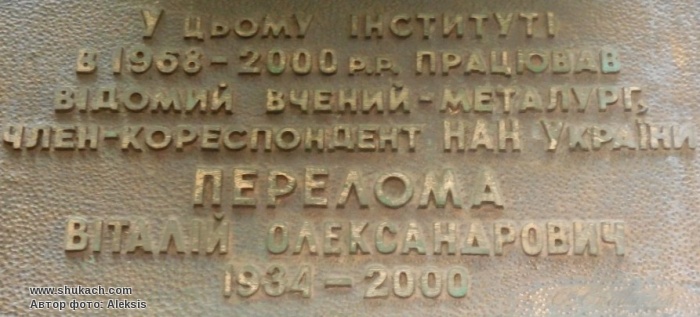 У ЦЬОМУ ІНСТИТУТІ
В 1968-2000 р.р. ПРАЦЮВАВ
ВІДОМИЙ ВЧЕНИЙ-МЕТАЛУРГ,
ЧЛЕН-КОРЕСПОНДЕНТ НАН УКРАЇНИ
ПЕРЕЛОМА
ВІТАЛІЙ ОЛЕКСАНДРОВИЧ
1934-2000
www.shukach.com
Автор фото: Aleksis